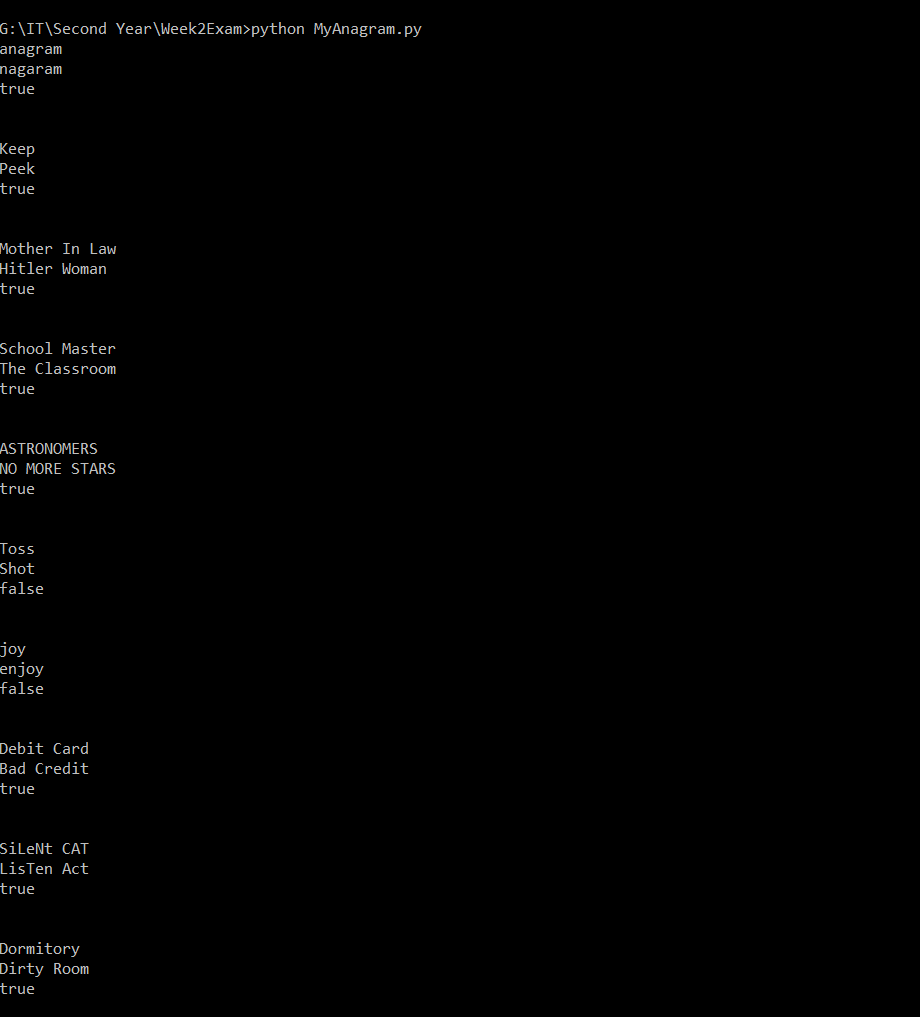 G:\IT\Second Year\Week2Exam>python MyAnagram.py
anagram
nagaram
true
Keep
Peek
true
Mother In Law
Hitler Woman
true
School Master
The Classroom
true
ASTRONOMERS
NO MORE STARS
true
Toss
Shot
false
joy
enjoy
false
Debit Card
Bad Credit
true
SiLeNt CAT
LisTen Act
true
Dormitory
Dirty Room
true